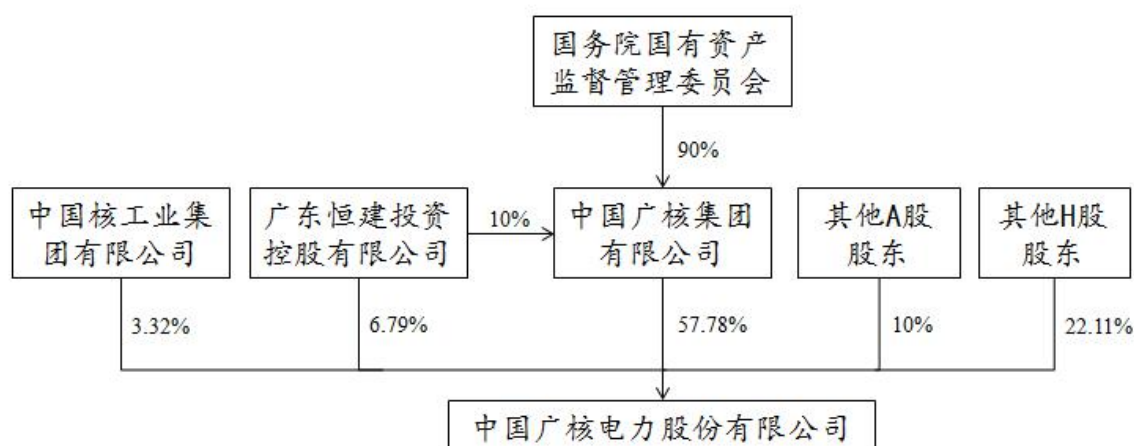 国务院国有资产
监督管理委员会
90%
中国核工业集
团有限公司
广东恒建投资
控股有限公司
10%
中国广核集团
有限公司
其他A股
股东
其他H股
股东
3.32%
6.79%
57.78%
10%
22.11%
中国广核电力股份有限公司